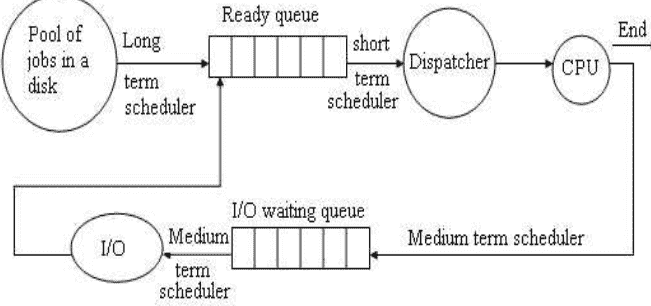 Ready queue
End
Pool of
jobs in a
disk
Long
term
scheduler
short
term
scheduler
Dispatcher
CPU
I/O waiting queue
I/O
Medium
term
scheduler
Medium term scheduler